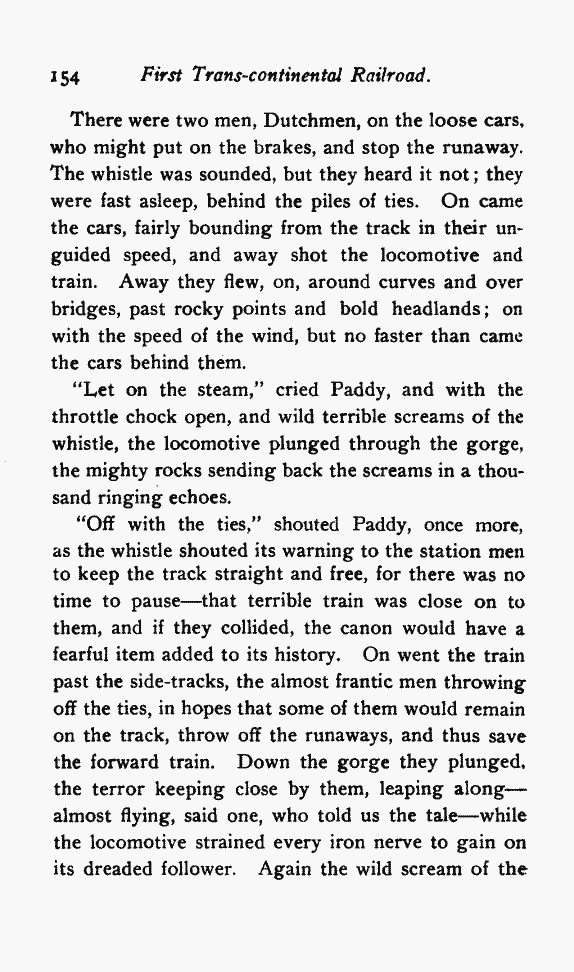 154 First Trans-continental Railroad.
There were two men, Dutchmen, on the loose cars,
who might put on the brakes, and stop the runaway.
The whistle was sounded, but they heard it not; they
were fast asleep, behind the piles of ties. On came
the cars, fairly bounding from the track in their un-
guided speed, and away shot the locomotive and
train. Away they flew, on, around curves and over
bridges, past rocky points and bold headlands; on
with the speed of the wind, but no faster than came
the cars behind them.
"Let on the steam," cried Paddy, and with the
throttle chock open, and wild terrible screams of the
whistle, the locomotive plunged through the gorge,
the mighty rocks sending back the screams in a thou-
sand ringing echoes.
"Off with the ties," shouted Paddy, once more,
as the whistle shouted its warning to the station men
to keep the track straight and free, for there was no
time to pause—that terrible train was close on to
them, and if they collided, the canon would have a
fearful item added to its history. On went the train
past the side-tracks, the almost frantic men throwing
off the ties, in hopes that some of them would remain
on the track, throw off the runaways, and thus save
the forward train. Down the gorge they plunged,
the terror keeping close by them, leaping along—
almost flying, said one, who told us the tale—while
the locomotive strained every iron nerve to gain on
its dreaded follower. Again the wild scream of the